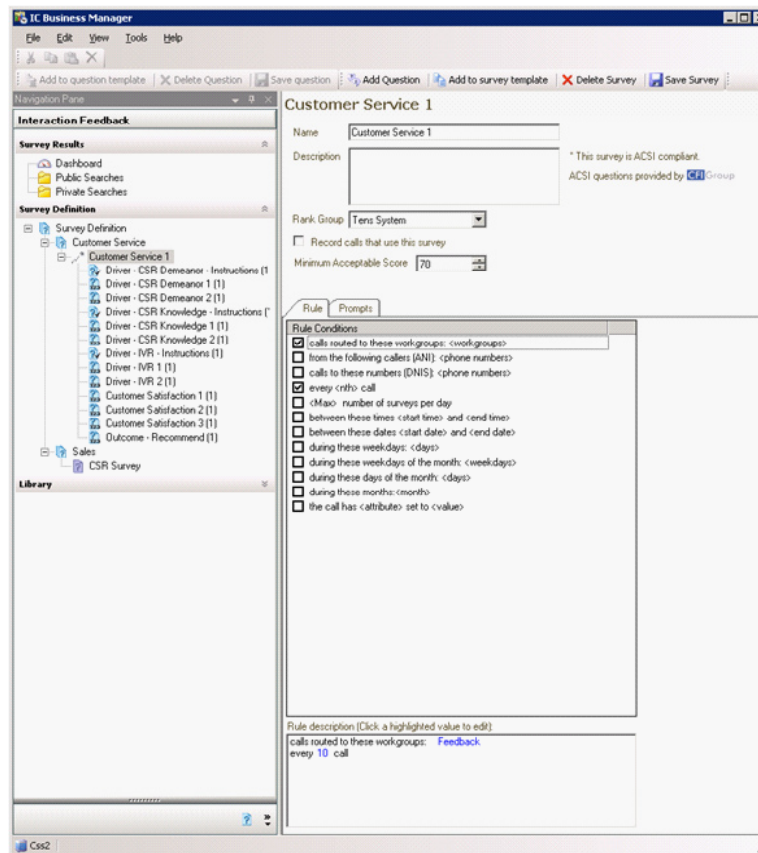 IC Business Manager
File Edit View Tools Help
Add to question template Delete Question Save question Add Question Add to survey template Delete Survey Save Survey
Navigation Pane
Interaction Feedback
Survey Results
Dashboard
Public Searches
Private Searches
Survey Definition
Survey Definition
Customer Service
Customer Service 1
Driver - CSR Demeanor - Instructions (1
Driver - CSR Demeanor 1 (1)
Driver - CSR Demeanor 2 (1)
Driver - CSR Knowledge - Instructions (
Driver - CSR Knowledge 1 (1)
Driver - CSR Knowledge 2 (1)
Driver - IVR - Instructions (1)
Driver - IVR 1 (1)
Driver - IVR 2 (1)
Customer Satisfaction 1 (1)
Customer Satisfaction 2 (1)
Customer Satisfaction 3 (1)
Outcome - Recommend (1)
Sales
CSR Survey
Library
Customer Service 1
Name Customer Service 1
Description
* This survey is ACSI compliant.
ACSI questions provided by CFI Group
Rank Group Tens System
Record calls that use this survey
Minimum Acceptable Score 70
Rule Prompts
Rule Conditions
calls routed to these workgroups: <workgroups>
from the following callers (ANI): <phone numbers>
calls to these numbers (DNIS): <phone numbers>
every <nth> call
<Max> number of surveys per day
between these times <start time> and <end time>
between these dates <start date> and <end date>
during these weekdays: <days>
during these weekdays of the month: <weekdays>
during these days of the month: <days>
during these months:<month>
the call has <attribute> set to <value>
Rule description (Click a highlighted value to edit):
calls routed to these workgroups: Feedback
every 10 call
Css2